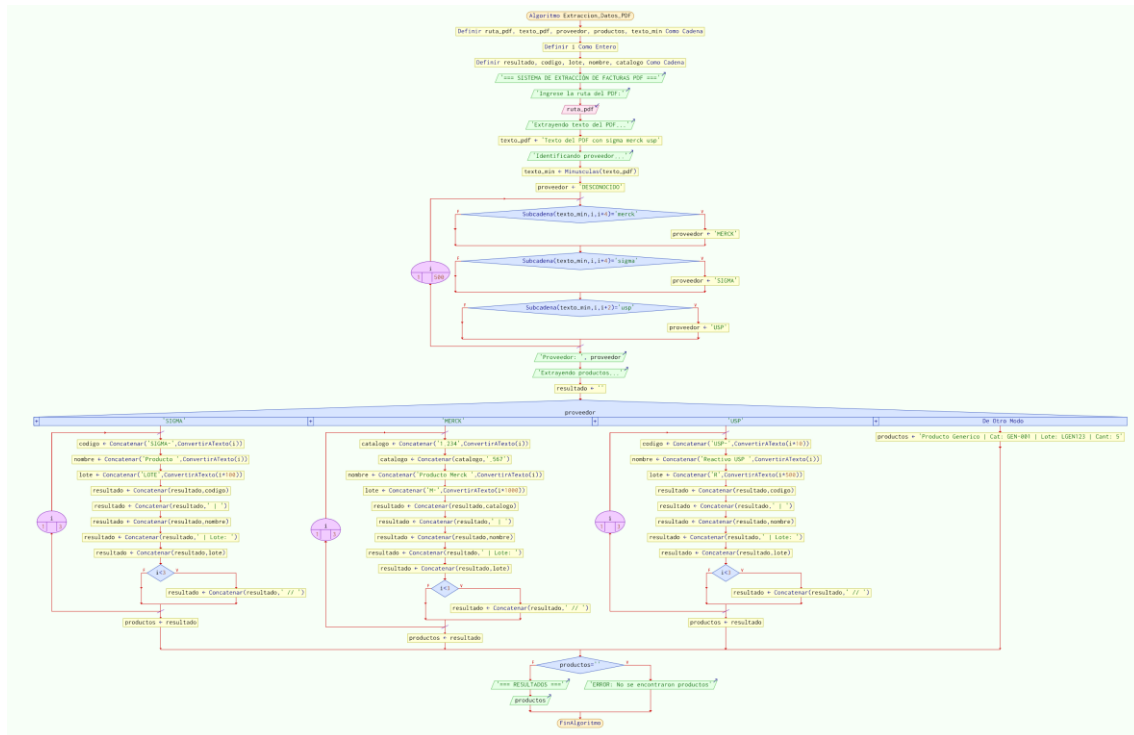 Algoritmo Extraccion_Datos_PDF
Definir ruta_pdf, texto_pdf, proveedor, productos, texto_min Como Cadena
Definir i Como Entero
Definir resultado, codigo, lote, nombre, catalogo Como Cadena
'=== SISTEMA DE EXTRACCIÓN DE FACTURAS PDF ==='
'Ingrese la ruta del PDF:'
ruta_pdf
'Extrayendo texto del PDF...'
texto_pdf ← 'Texto del PDF con sigma merck usp'
'Identificando proveedor...'
texto_min ← Minusculas(texto_pdf)
proveedor ← 'DESCONOCIDO'
F Subcadena(texto_min,i,i+4)='merck' V
proveedor ← 'MERCK'
F Subcadena(texto_min,i,i+4)='sigma' V
i
1 500
proveedor ← 'SIGMA'
F Subcadena(texto_min,i,i+2)='usp' V
proveedor ← 'USP'
'Proveedor: ', proveedor
'Extrayendo productos...'
resultado ← ''
proveedor
'SIGMA'
codigo ← Concatenar('SIGMA-',ConvertirATexto(i))
nombre ← Concatenar('Producto ',ConvertirATexto(i))
lote ← Concatenar('LOTE',ConvertirATexto(i*100))
resultado ← Concatenar(resultado,codigo)
resultado ← Concatenar(resultado,' | ')
i
resultado ← Concatenar(resultado,nombre)
resultado ← Concatenar(resultado,' | Lote: ')
resultado ← Concatenar(resultado,lote)
F i<3 V
resultado ← Concatenar(resultado,' // ')
productos ← resultado
'MERCK'
catalogo ← Concatenar('1.234',ConvertirATexto(i))
catalogo ← Concatenar(catalogo,'.567')
nombre ← Concatenar('Producto Merck ',ConvertirATexto(i))
lote ← Concatenar('M-',ConvertirATexto(i*1000))
resultado ← Concatenar(resultado,catalogo)
resultado ← Concatenar(resultado,' | ')
i
resultado ← Concatenar(resultado,nombre)
resultado ← Concatenar(resultado,' | Lote: ')
resultado ← Concatenar(resultado,lote)
F i<3 V
resultado ← Concatenar(resultado,' // ')
productos ← resultado
'USP'
codigo ← Concatenar('USP-',ConvertirATexto(i*10))
nombre ← Concatenar('Reactivo USP ',ConvertirATexto(i))
lote ← Concatenar('R',ConvertirATexto(i*500))
resultado ← Concatenar(resultado,codigo)
resultado ← Concatenar(resultado,' | ')
i
resultado ← Concatenar(resultado,nombre)
resultado ← Concatenar(resultado,' | Lote: ')
resultado ← Concatenar(resultado,lote)
F i<3 V
resultado ← Concatenar(resultado,' // ')
productos ← resultado
De Otro Modo
productos ← 'Producto Generico | Cat: GEN-001 | Lote: LGEN123 | Cant: 5'
productos=''
'=== RESULTADOS ==='
productos
'ERROR: No se encontraron productos'
FinAlgoritmo